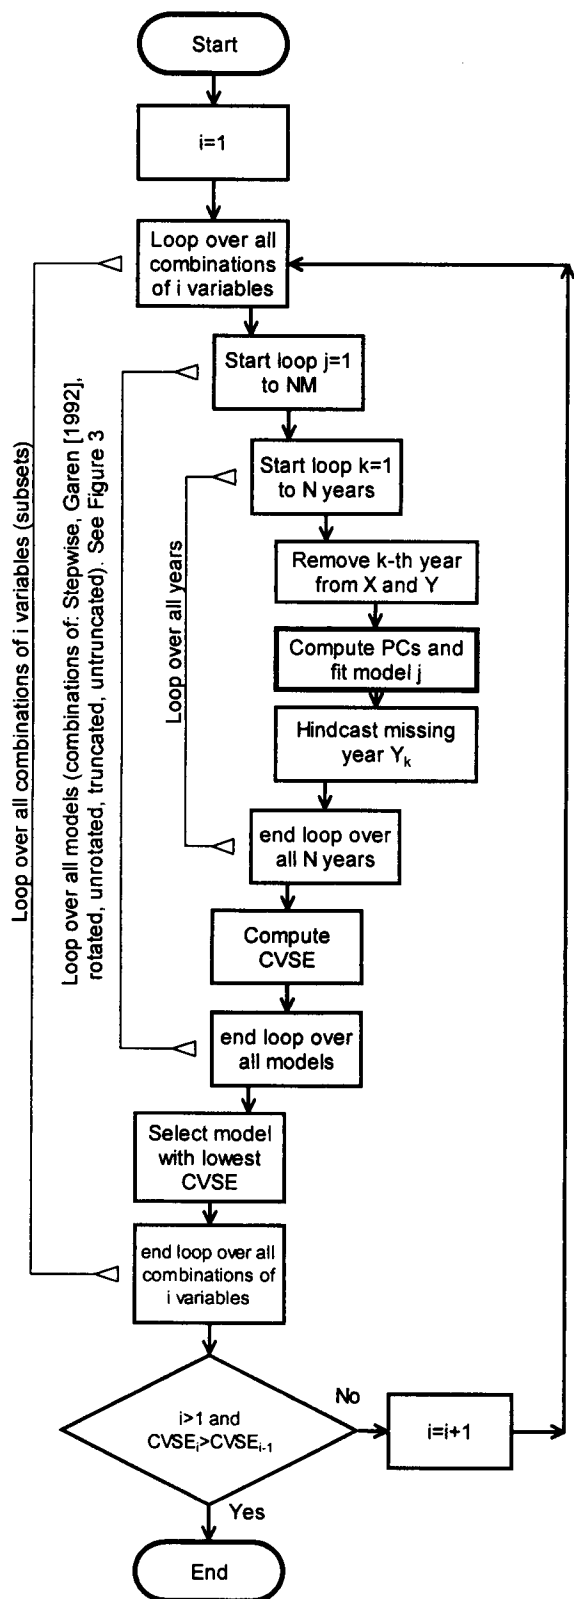 Start
i=1
Loop over all
combinations
of i variables
Start loop j=1
to NM
Start loop k=1
to N years
Remove k-th year
from X and Y
Compute PCs and
fit model j
Hindcast missing
year Yₖ
end loop over
all N years
Compute
CVSE
end loop over
all models
Select model
with lowest
CVSE
end loop over all
combinations of
i variables
i>1 and
CVSEᵢ>CVSEᵢ₋₁
No
i=i+1
Yes
End
Loop over all combinations of i variables (subsets)
Loop over all models (combinations of: Stepwise, Garen [1992],
rotated, unrotated, truncated, untruncated). See Figure 3
Loop over all years